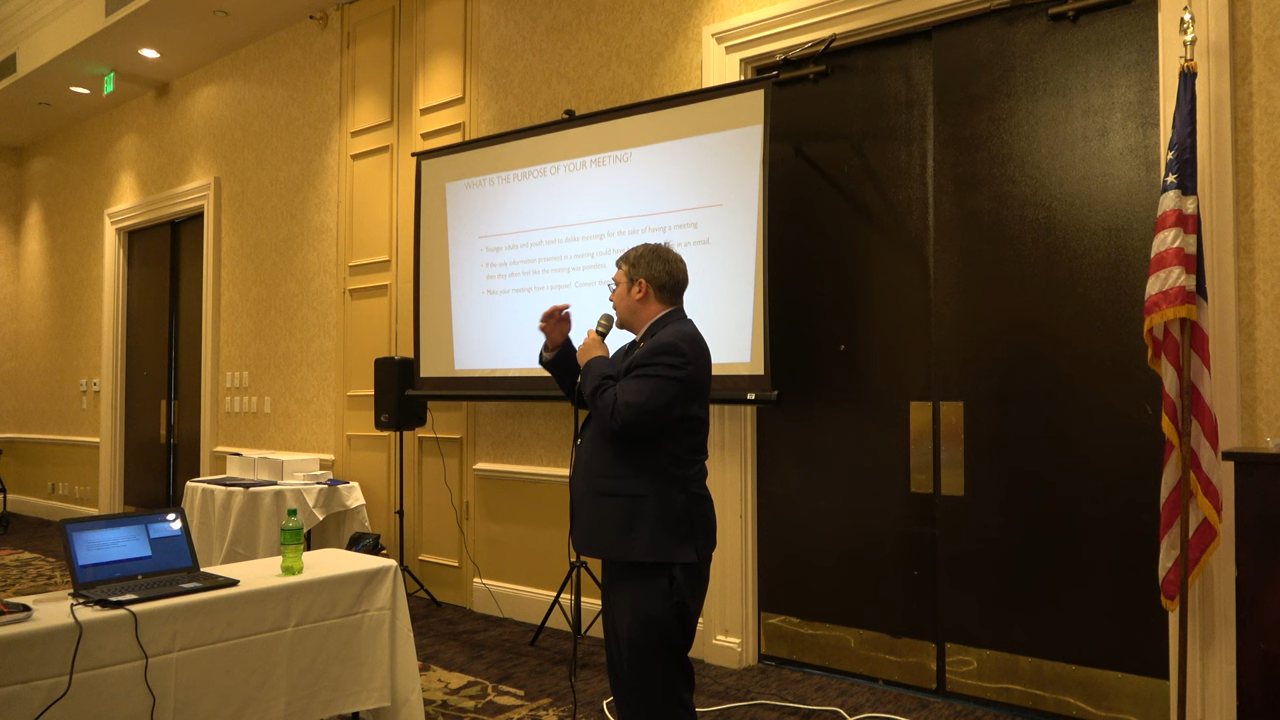 EXIT
WHAT IS THE PURPOSE OF YOUR MEETING?
• Younger adults and youth tend to dislike meetings for the sake of having a meeting
• If the only information presented in a meeting could have in an email,
then they often feel like the meeting was pointless
• Make your meetings have a purpose! Connect